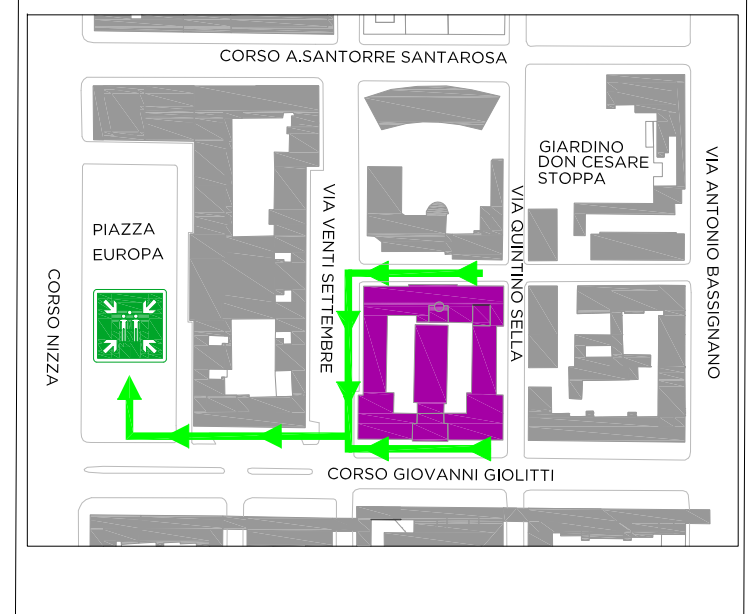 CORSO A.SANTORRE SANTAROSA
GIARDINO
DON CESARE
STOPPA
VIA ANTONIO BASSIGNANO
VIA QUINTINO SELLA
VIA VENTI SETTEMBRE
PIAZZA
EUROPA
CORSO NIZZA
CORSO GIOVANNI GIOLITTI